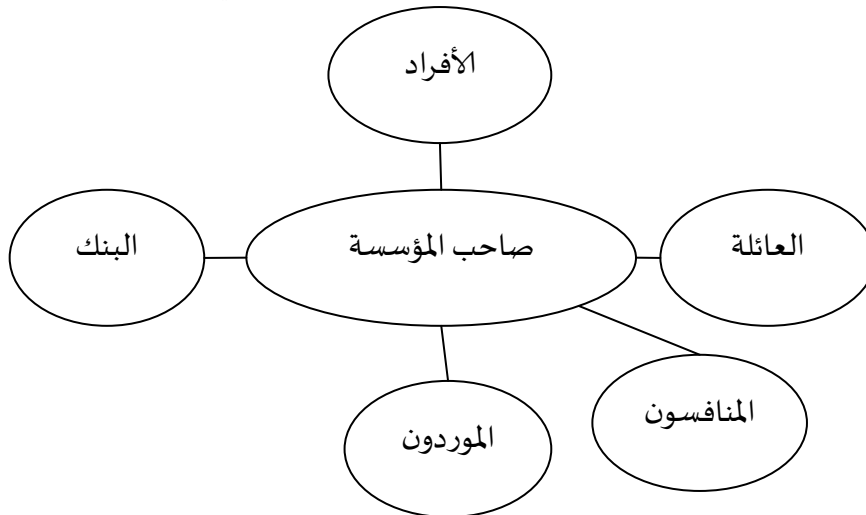 الأفراد
العائلة
صاحب المؤسسة
البنك
المنافسون
الموردون